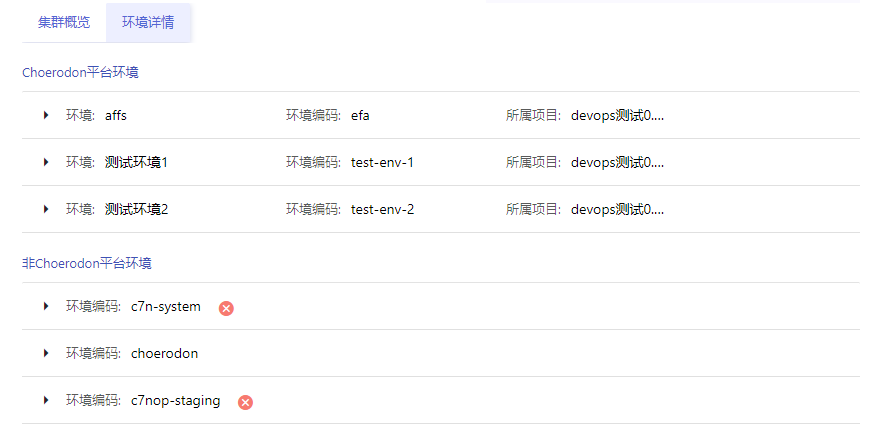 集群概览 环境详情
Choerodon平台环境
环境: affs 环境编码: efa 所属项目: devops测试0....
环境: 测试环境1 环境编码: test-env-1 所属项目: devops测试0....
环境: 测试环境2 环境编码: test-env-2 所属项目: devops测试0....
非Choerodon平台环境
环境编码: c7n-system
环境编码: choerodon
环境编码: c7nop-staging